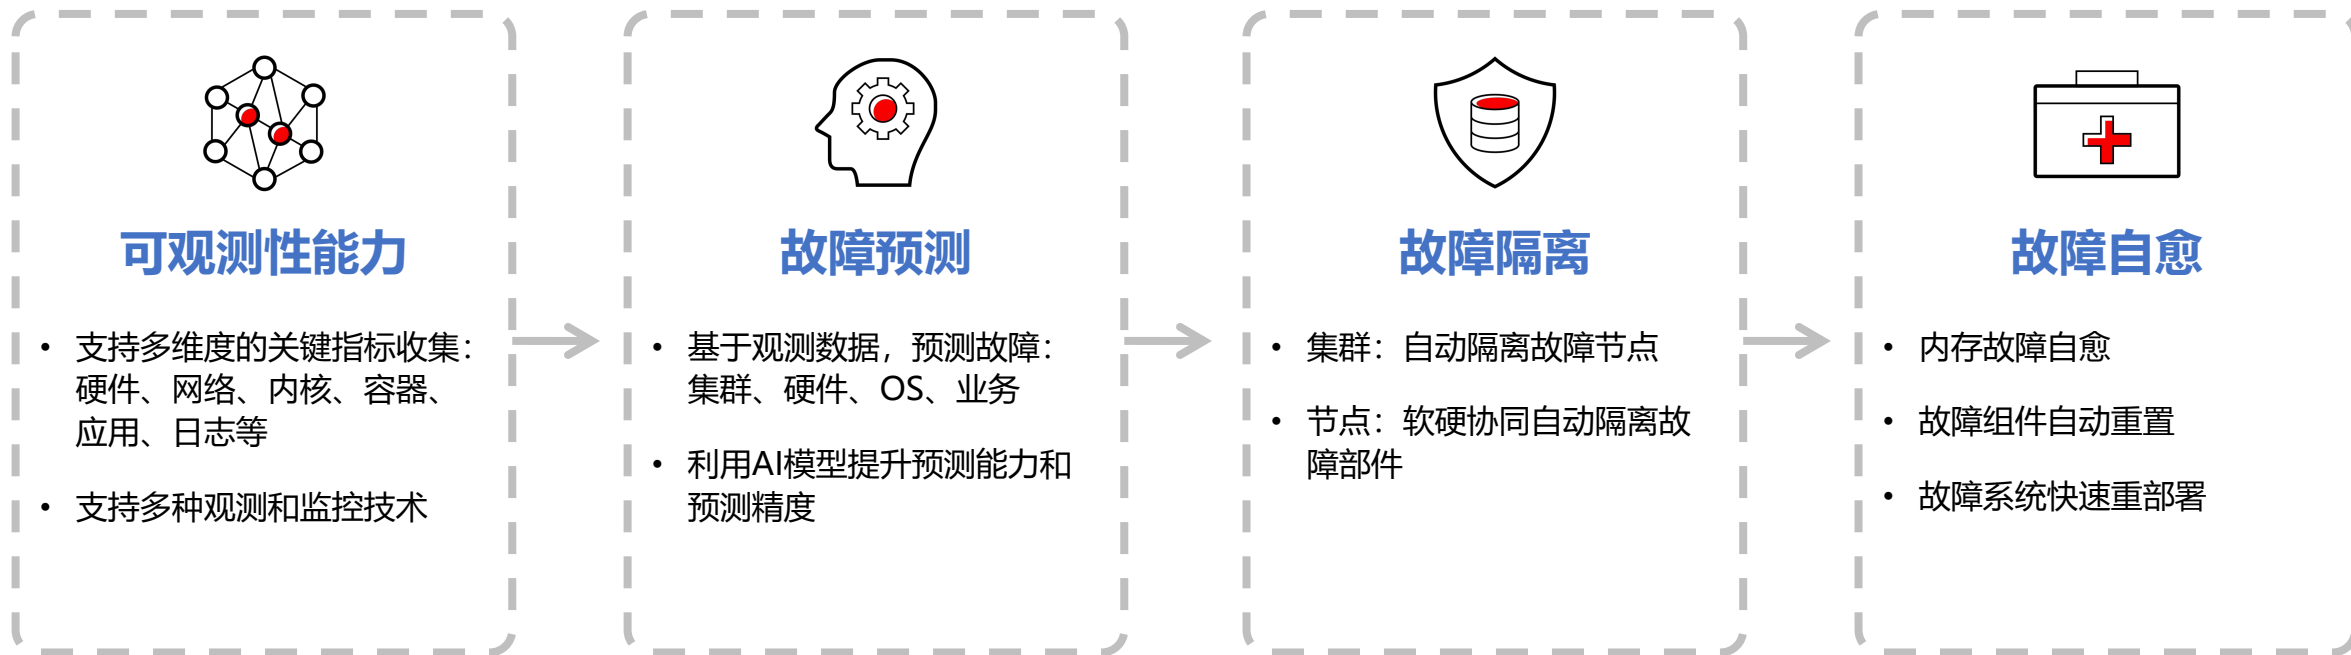 可观测性能力
• 支持多维度的关键指标收集：
硬件、网络、内核、容器、
应用、日志等
• 支持多种观测和监控技术
故障预测
• 基于观测数据，预测故障：
集群、硬件、OS、业务
• 利用AI模型提升预测能力和
预测精度
故障隔离
• 集群：自动隔离故障节点
• 节点：软硬协同自动隔离故
障部件
故障自愈
• 内存故障自愈
• 故障组件自动重置
• 故障系统快速重部署